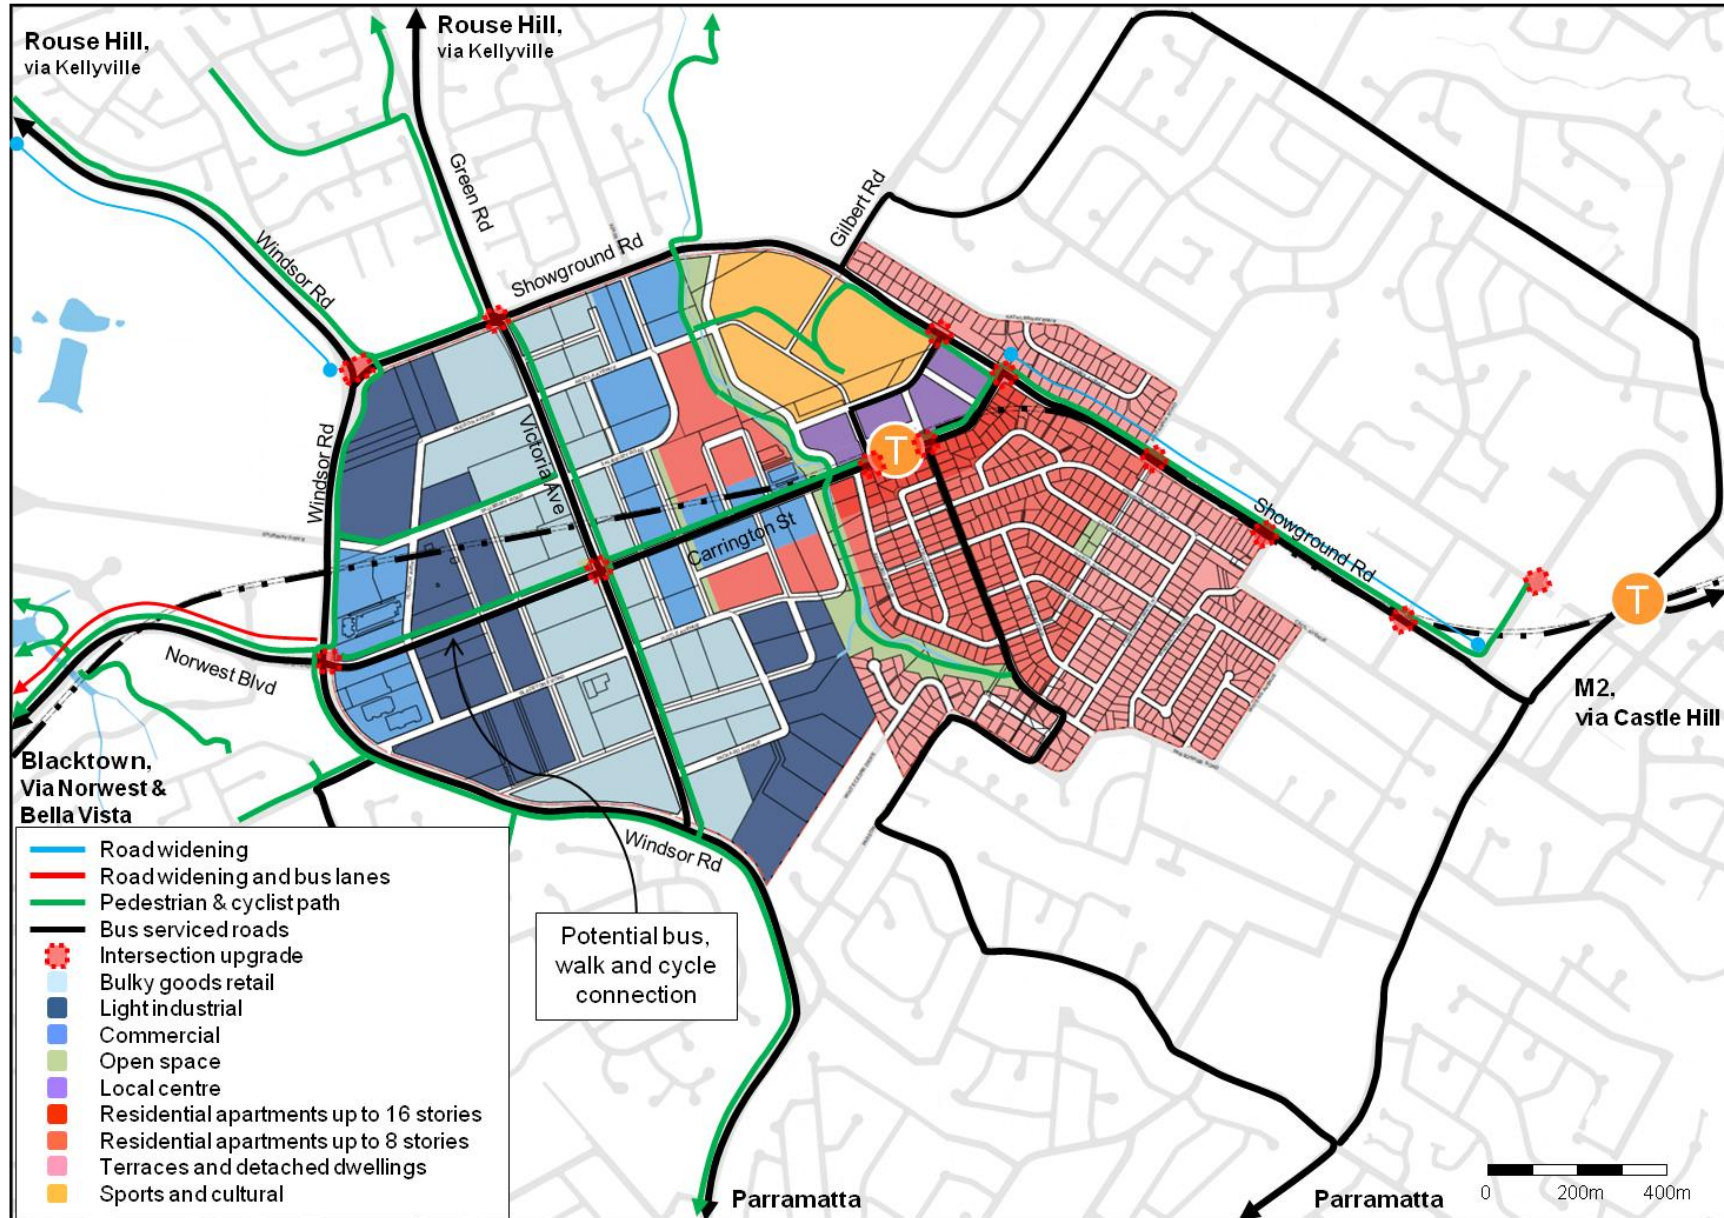 Rouse Hill,
via Kellyville
Rouse Hill,
via Kellyville
Green Rd
Gilbert Rd
Windsor Rd
Showground Rd
Windsor Rd
Victoria Ave
Carrington St
Showground Rd
T
T
Norwest Blvd
M2,
via Castle Hill
Blacktown,
Via Norwest &
Bella Vista
Windsor Rd
Road widening
Road widening and bus lanes
Pedestrian & cyclist path
Bus serviced roads
Intersection upgrade
Bulky goods retail
Light industrial
Commercial
Open space
Local centre
Residential apartments up to 16 stories
Residential apartments up to 8 stories
Terraces and detached dwellings
Sports and cultural
Potential bus,
walk and cycle
connection
Parramatta
Parramatta
0 200m 400m